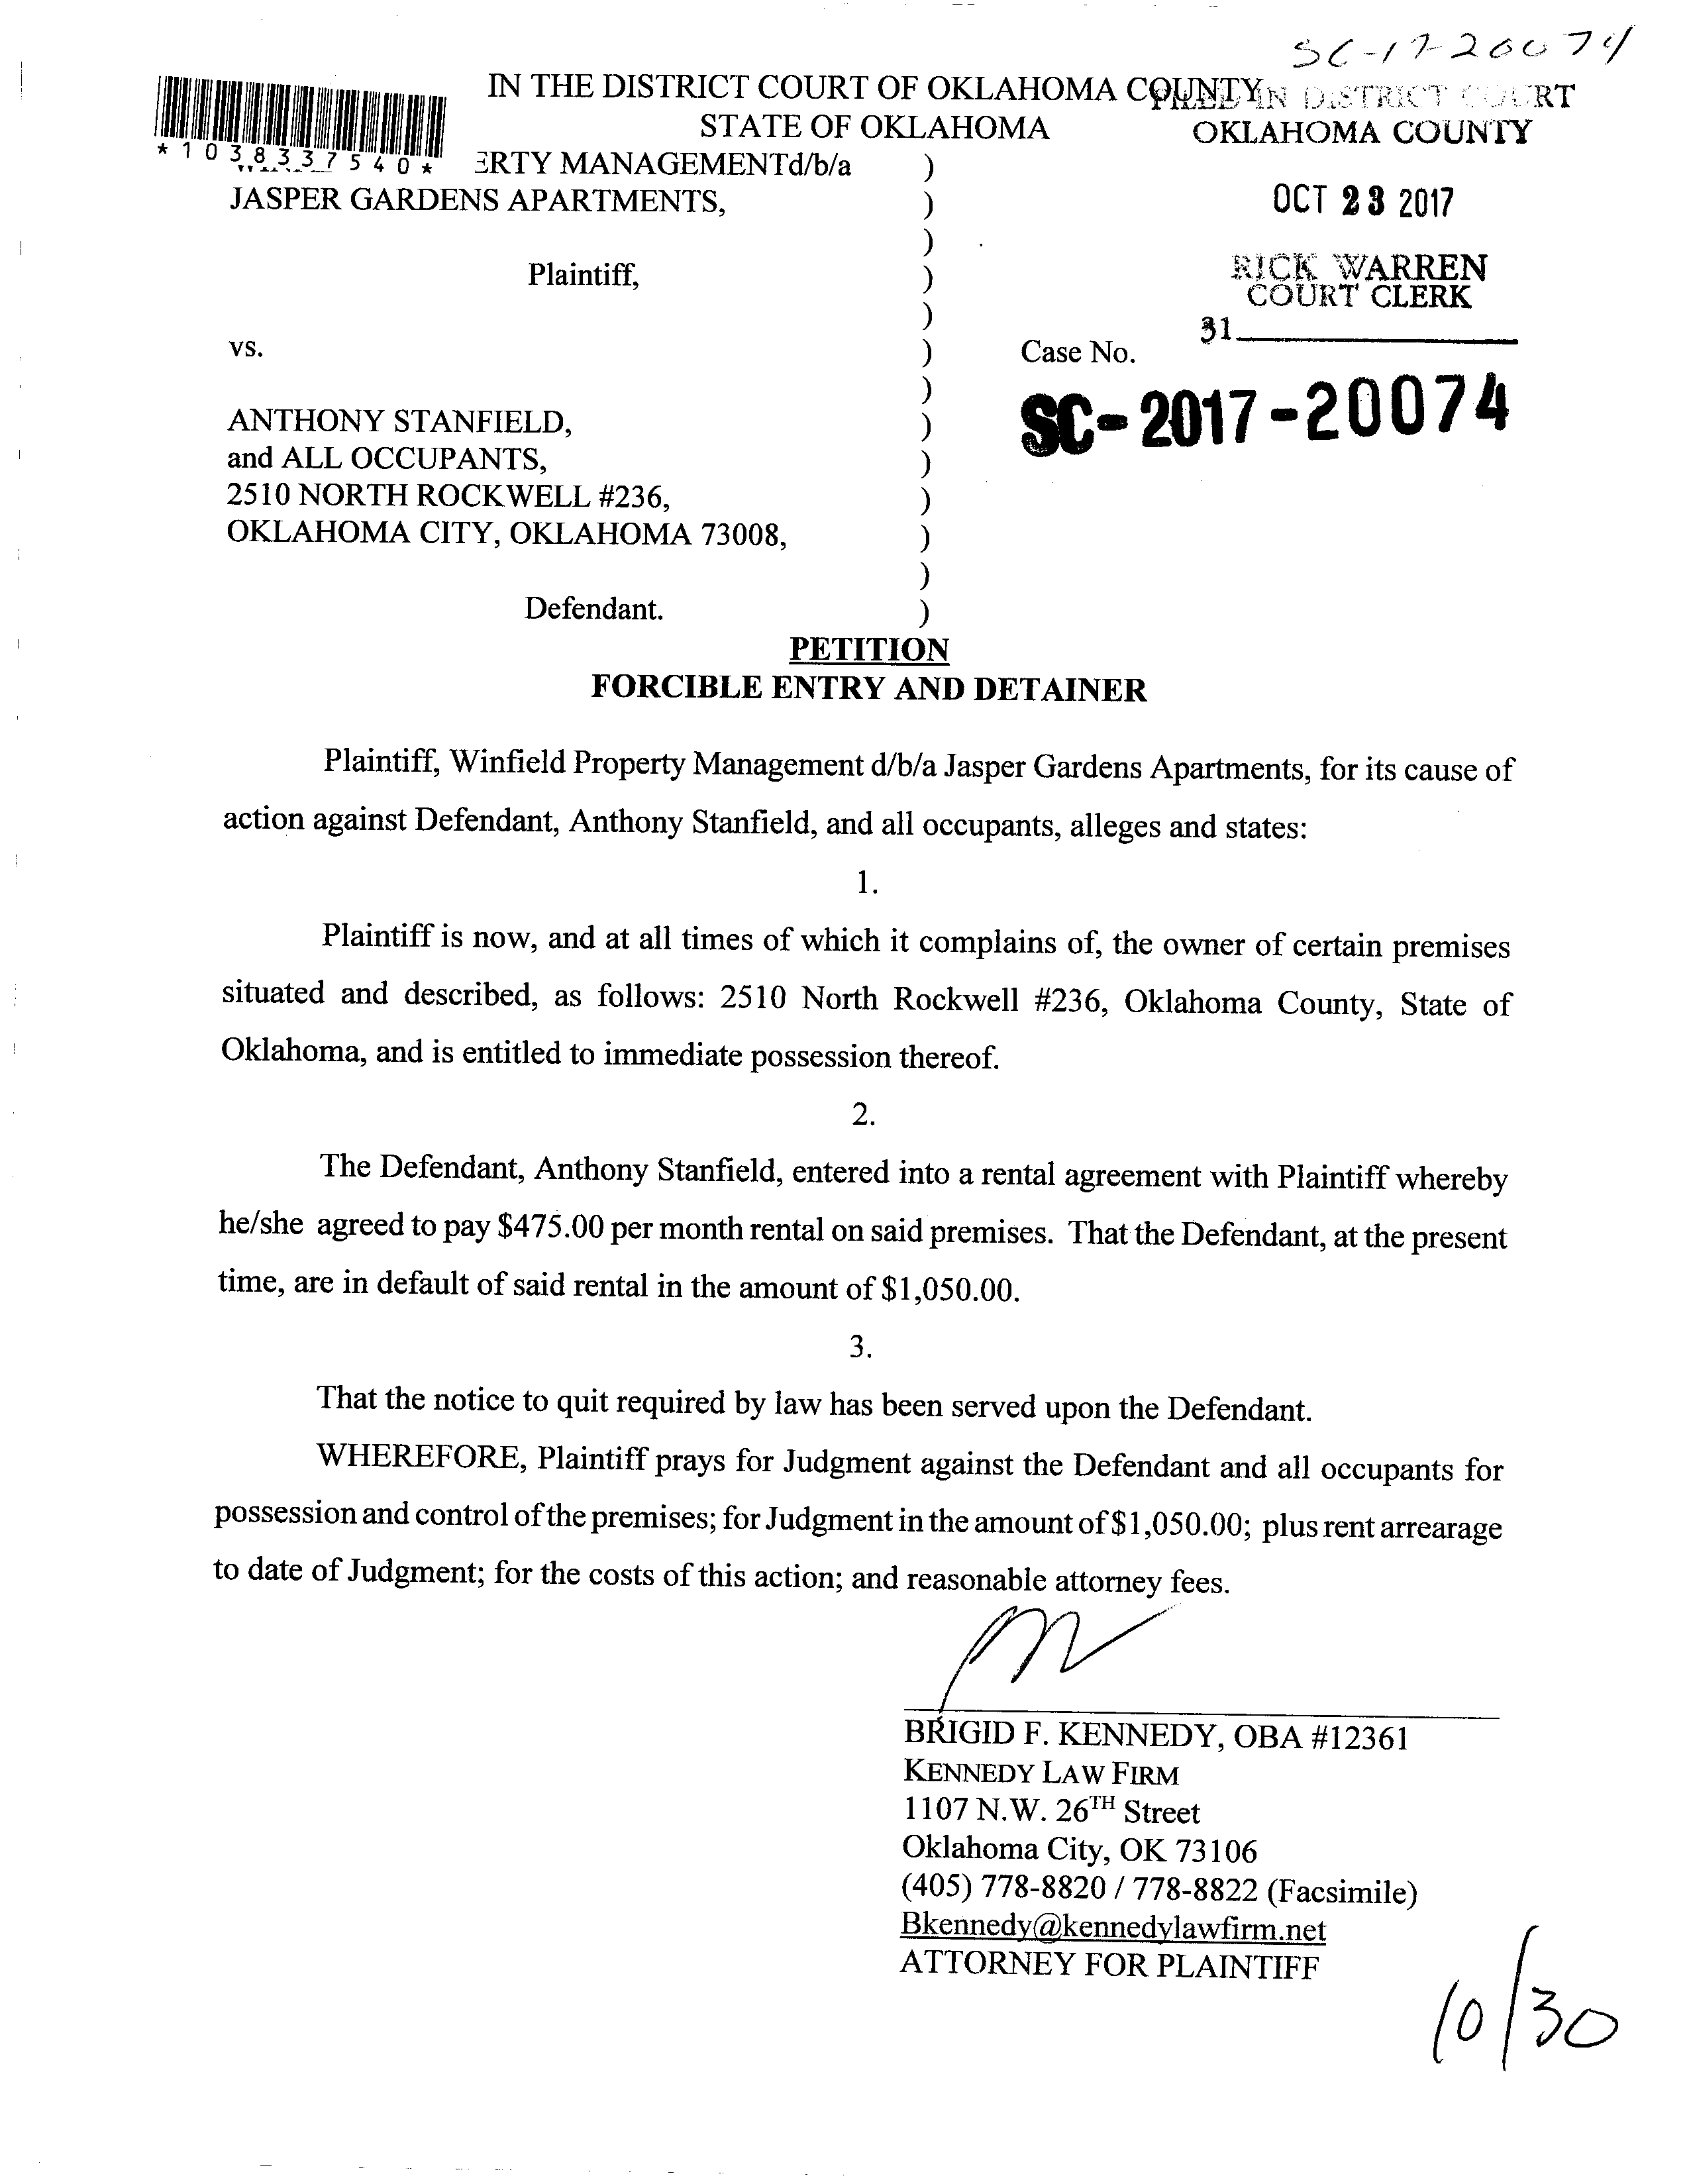 SC-17-20074
IN THE DISTRICT COURT OF OKLAHOMA COUNTY
STATE OF OKLAHOMA
IN DISTRICT COURT
OKLAHOMA COUNTY
*1038337540*
ERTY MANAGEMENTd/b/a )
JASPER GARDENS APARTMENTS, )
)
Plaintiff, )
)
vs. )
)
ANTHONY STANFIELD, )
and ALL OCCUPANTS, )
2510 NORTH ROCKWELL #236, )
OKLAHOMA CITY, OKLAHOMA 73008, )
)
Defendant. )
OCT 23 2017
RICK WARREN
COURT CLERK
31
Case No.
SC-2017-20074
PETITION
FORCIBLE ENTRY AND DETAINER
Plaintiff, Winfield Property Management d/b/a Jasper Gardens Apartments, for its cause of
action against Defendant, Anthony Stanfield, and all occupants, alleges and states:
1.
Plaintiff is now, and at all times of which it complains of, the owner of certain premises
situated and described, as follows: 2510 North Rockwell #236, Oklahoma County, State of
Oklahoma, and is entitled to immediate possession thereof.
2.
The Defendant, Anthony Stanfield, entered into a rental agreement with Plaintiff whereby
he/she agreed to pay $475.00 per month rental on said premises. That the Defendant, at the present
time, are in default of said rental in the amount of $1,050.00.
3.
That the notice to quit required by law has been served upon the Defendant.
WHEREFORE, Plaintiff prays for Judgment against the Defendant and all occupants for
possession and control of the premises; for Judgment in the amount of $1,050.00; plus rent arrearage
to date of Judgment; for the costs of this action; and reasonable attorney fees.
BRIGID F. KENNEDY, OBA #12361
KENNEDY LAW FIRM
1107 N.W. 26TH Street
Oklahoma City, OK 73106
(405) 778-8820 / 778-8822 (Facsimile)
Bkennedy@kennedylawfirm.net
ATTORNEY FOR PLAINTIFF
10/30